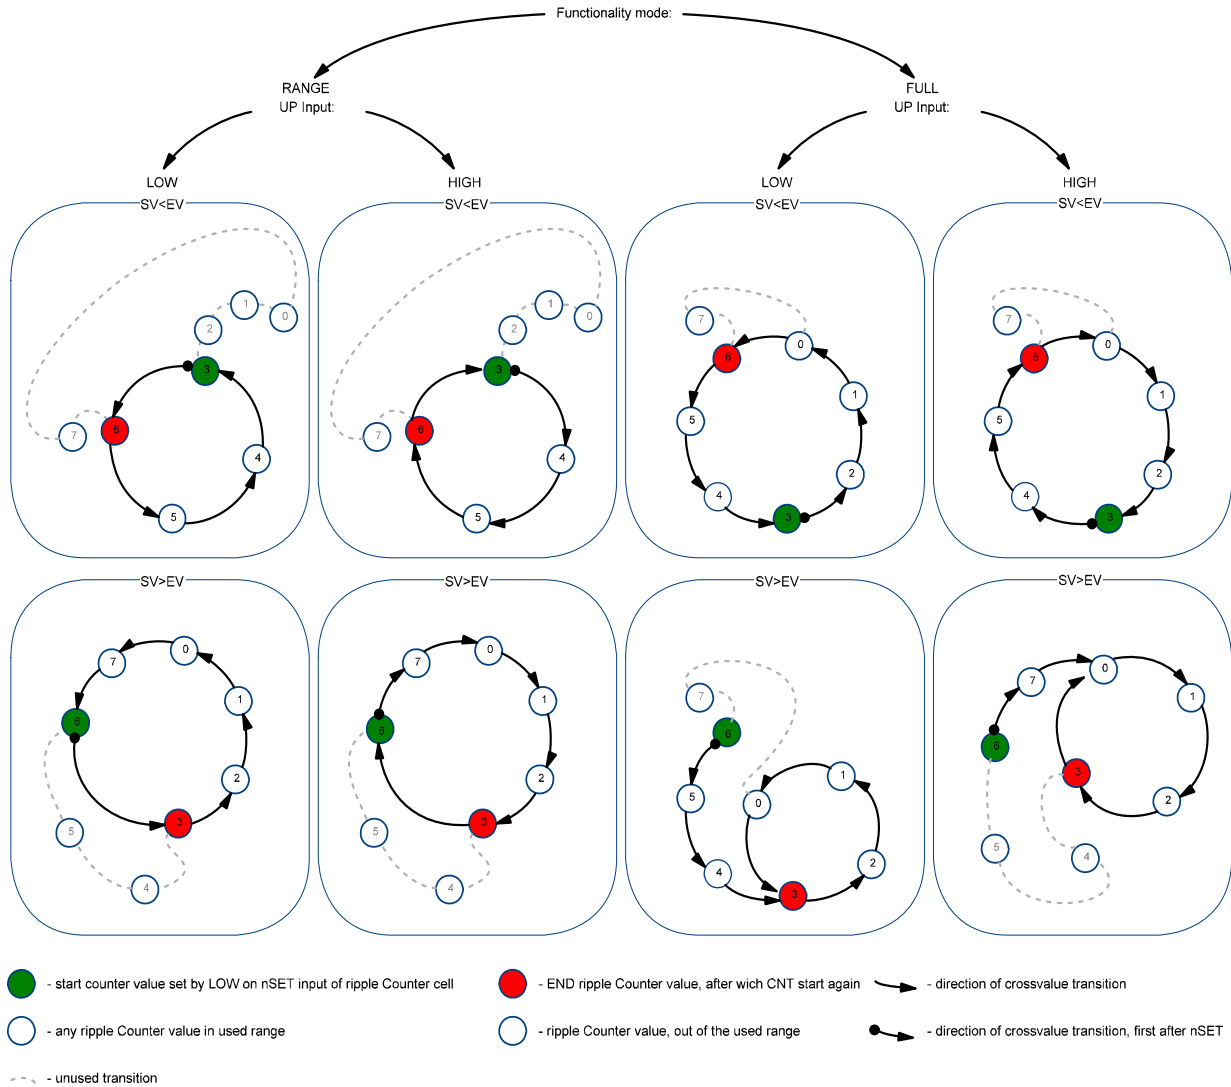 Functionality mode:
RANGE
UP Input:
FULL
UP Input:
LOW
HIGH
LOW
HIGH
SV<EV
SV<EV
SV<EV
SV<EV
3
2
1
0
7
6
5
4
3
2
1
0
7
6
5
4
7
6
0
1
5
2
4
3
7
6
0
1
5
2
4
3
SV>EV
SV>EV
SV>EV
SV>EV
7
0
1
6
2
3
5
4
7
0
1
6
2
3
5
4
7
6
5
4
0
1
2
3
7
0
1
6
3
2
5
4
- start counter value set by LOW on nSET input of ripple Counter cell
- END ripple Counter value, after wich CNT start again
- direction of crossvalue transition
- any ripple Counter value in used range
- ripple Counter value, out of the used range
- direction of crossvalue transition, first after nSET
- unused transition